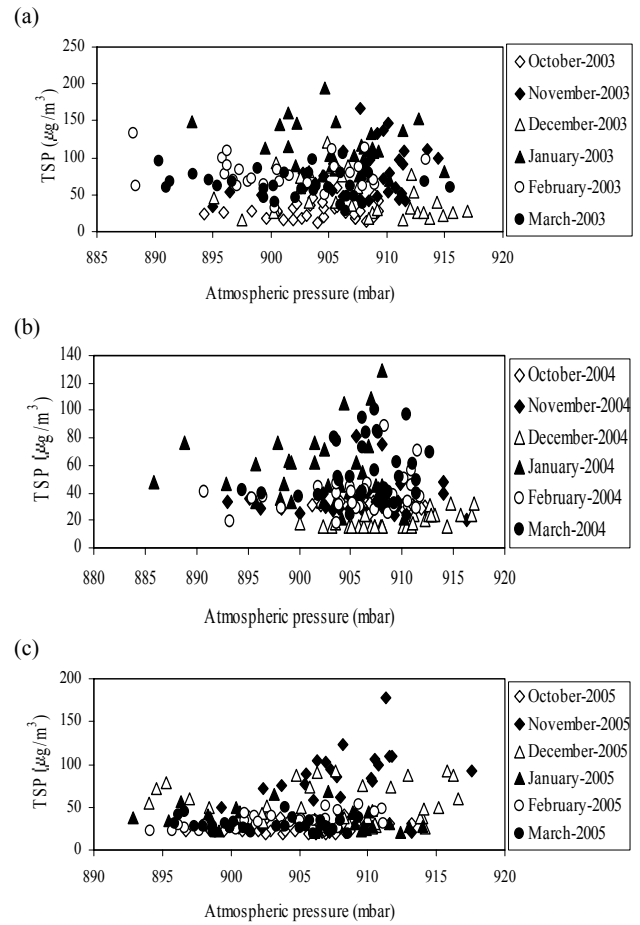 (a)
250
200
150
100
50
0
TSP (µg/m³)
885 890 895 900 905 910 915 920
Atmospheric pressure (mbar)
October-2003
November-2003
December-2003
January-2003
February-2003
March-2003
(b)
140
120
100
80
60
40
20
0
TSP (µg/m³)
880 885 890 895 900 905 910 915 920
Atmospheric pressure (mbar)
October-2004
November-2004
December-2004
January-2004
February-2004
March-2004
(c)
200
150
100
50
0
TSP (µg/m³)
890 895 900 905 910 915 920
Atmospheric pressure (mbar)
October-2005
November-2005
December-2005
January-2005
February-2005
March-2005